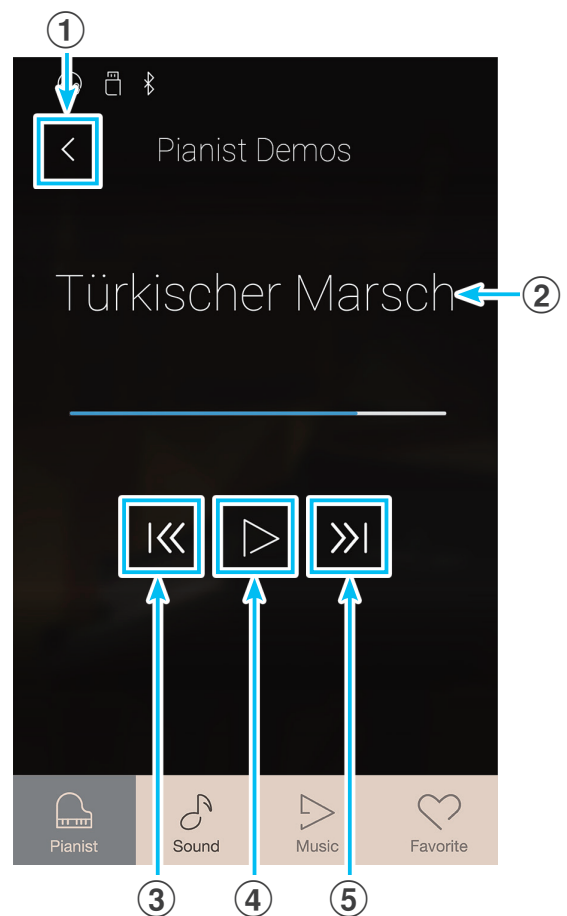 ①
Pianist Demos
Türkischer Marsch
②
Pianist Sound Music Favorite
③ ④ ⑤